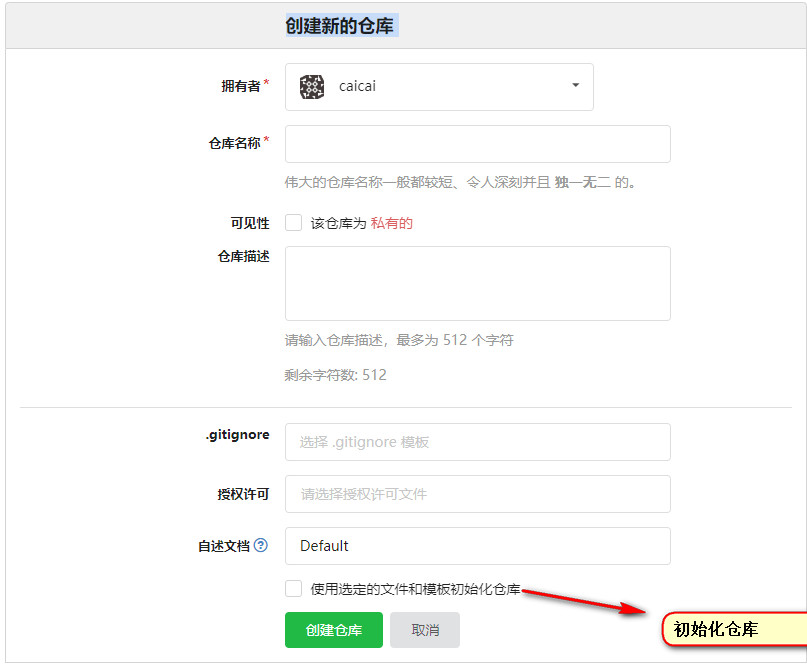 创建新的仓库
拥有者* caicai
仓库名称*
伟大的仓库名称一般都较短、令人深刻并且 独一无二 的。
可见性 该仓库为 私有的
仓库描述
请输入仓库描述，最多为 512 个字符
剩余字符数: 512
.gitignore 选择 .gitignore 模板
授权许可 请选择授权许可文件
自述文档 ? Default
使用选定的文件和模板初始化仓库
初始化仓库
创建仓库 取消